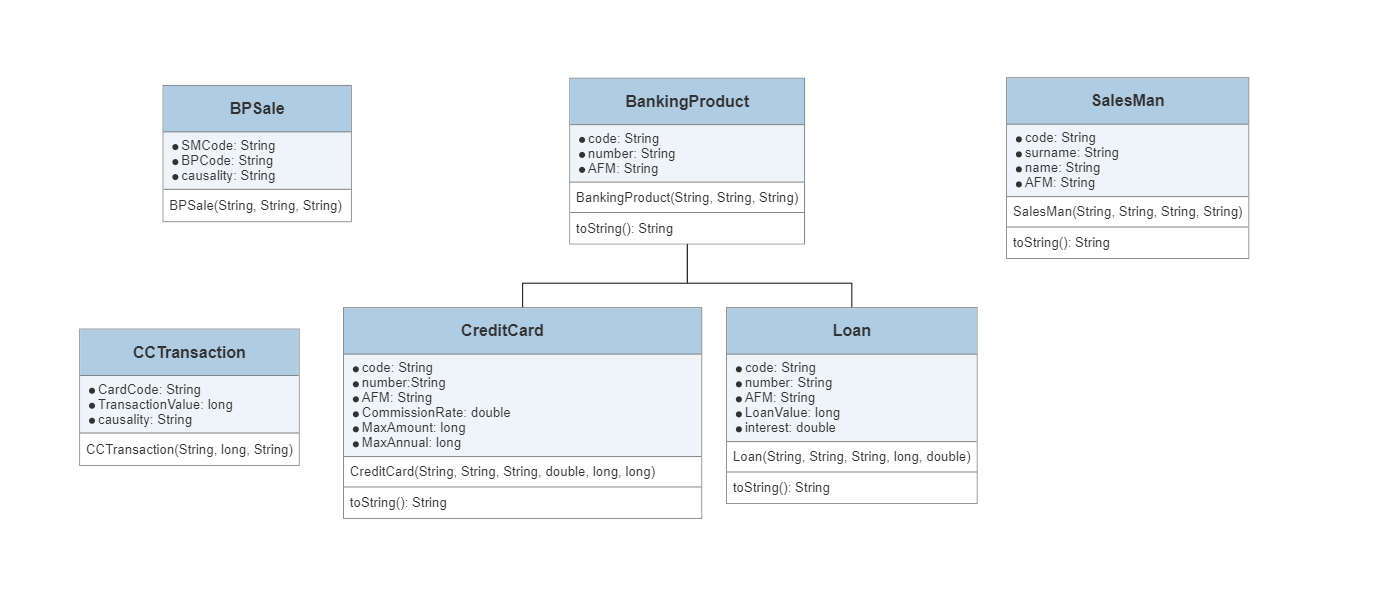 BPSale
SMCode: String
BPCode: String
causality: String
BPSale(String, String, String)
BankingProduct
code: String
number: String
AFM: String
BankingProduct(String, String, String)
toString(): String
SalesMan
code: String
surname: String
name: String
AFM: String
SalesMan(String, String, String, String)
toString(): String
CCTransaction
CardCode: String
TransactionValue: long
causality: String
CCTransaction(String, long, String)
CreditCard
code: String
number:String
AFM: String
CommissionRate: double
MaxAmount: long
MaxAnnual: long
CreditCard(String, String, String, double, long, long)
toString(): String
Loan
code: String
number: String
AFM: String
LoanValue: long
interest: double
Loan(String, String, String, long, double)
toString(): String